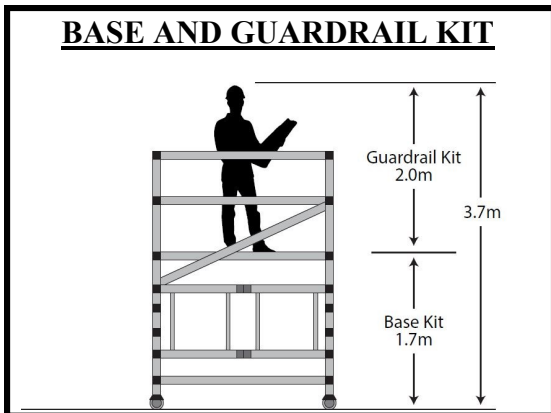 BASE AND GUARDRAIL KIT
Guardrail Kit
2.0m
3.7m
Base Kit
1.7m